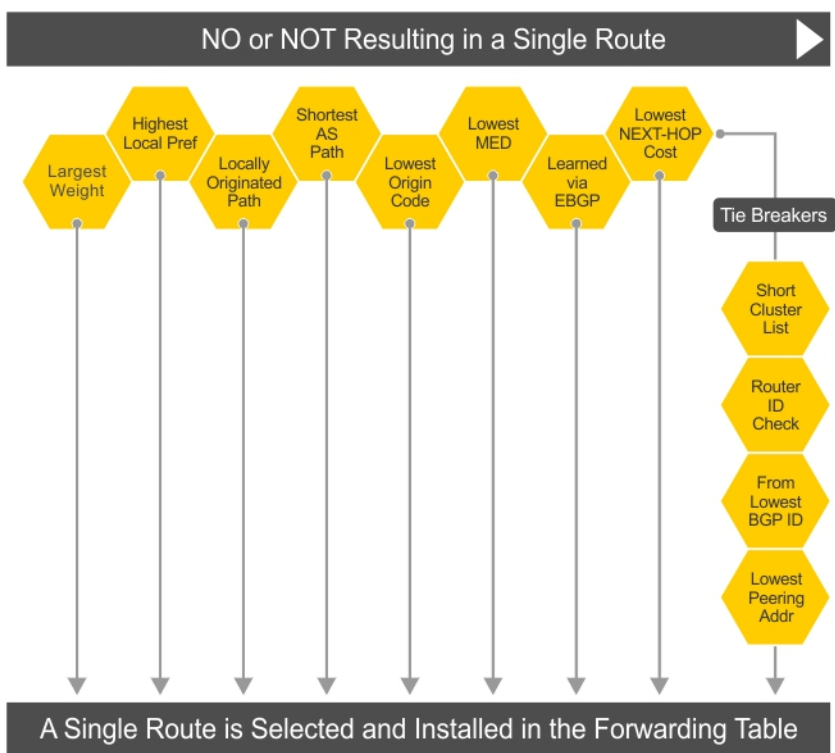 NO or NOT Resulting in a Single Route
Largest
Weight
Highest
Local Pref
Locally
Originated
Path
Shortest
AS
Path
Lowest
Origin
Code
Lowest
MED
Learned
via
EBGP
Lowest
NEXT-HOP
Cost
Tie Breakers
Short
Cluster
List
Router
ID
Check
From
Lowest
BGP ID
Lowest
Peering
Addr
A Single Route is Selected and Installed in the Forwarding Table